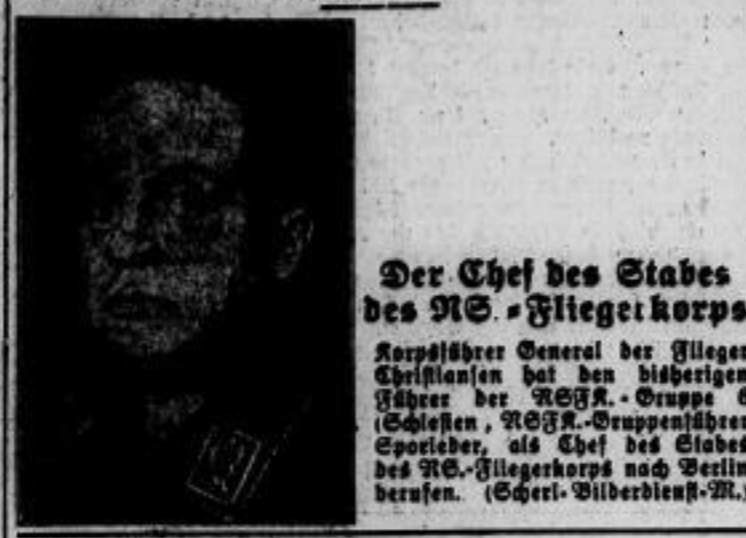 Der Chef des Stabes
des NS.-Fliegerkorps
Korpsführer General der Flieger
Christiansen hat den bisherigen
Führer der NSFK.-Gruppe 6
(Schlesien, NSFK.-Gruppenführer
Sporleder, als Chef des Stabes
des NS.-Fliegerkorps nach Berlin
berufen. (Scherl-Bilderdienst-M.)